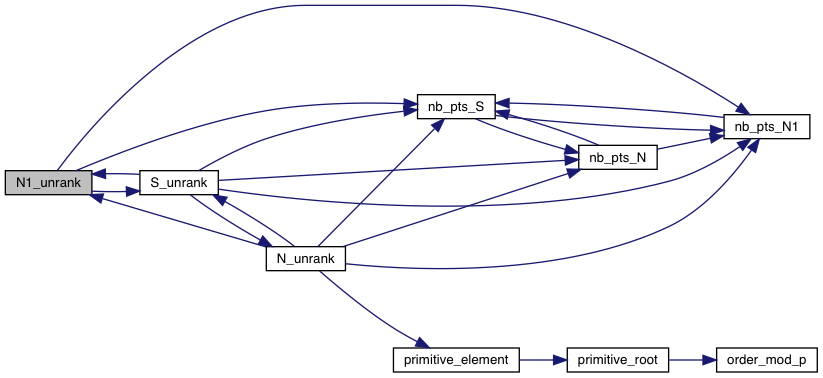 nb_pts_S
nb_pts_N1
nb_pts_N
N1_unrank
S_unrank
N_unrank
primitive_element
primitive_root
order_mod_p